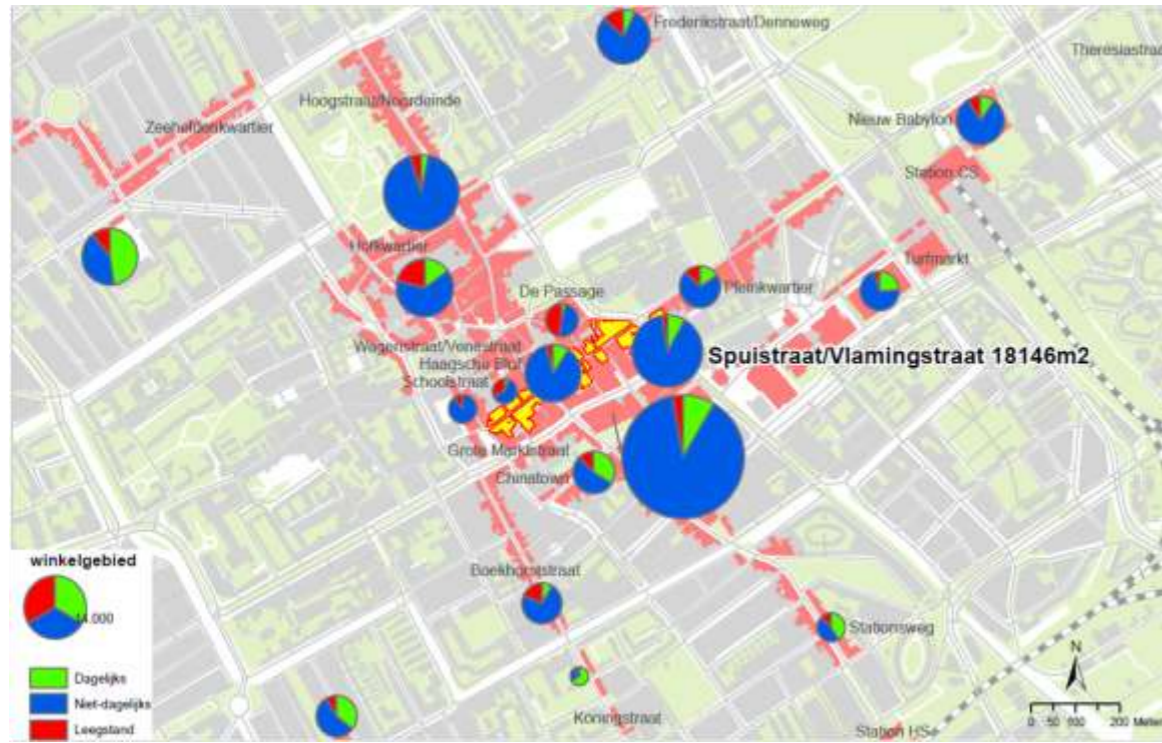 Frederikstraat/Denneweg
Theresiastraat
Hoogstraat/Noordeinde
Nieuw Babylon
Zeeheldenkwartier
Station CS
Hofkwartier
Turfmarkt
De Passage
Pleinkwartier
Wagenstraat/Venestraat
Spuistraat/Vlamingstraat 18146m2
Haagsche Bluf
Schoolstraat
Grote Marktstraat
Chinatown
winkelgebied
14.000
Boekhorststraat
Stationsweg
Dagelijks
Niet-dagelijks
Leegstand
Koningstraat
N
0 50 100 200 Meter
Station HS